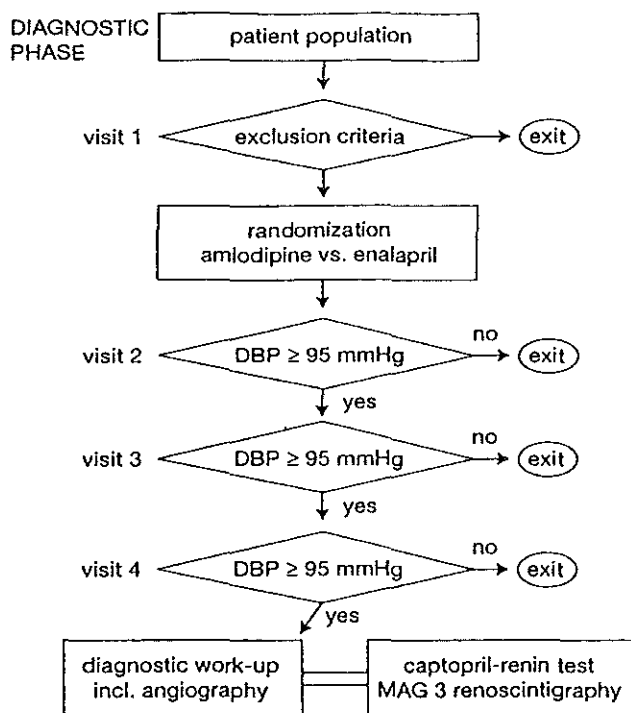 DIAGNOSTIC
PHASE
patient population
visit 1
exclusion criteria
exit
randomization
amlodipine vs. enalapril
visit 2
DBP ≥ 95 mmHg
no
exit
yes
visit 3
DBP ≥ 95 mmHg
no
exit
yes
visit 4
DBP ≥ 95 mmHg
no
exit
yes
diagnostic work-up
incl. angiography
captopril-renin test
MAG 3 renoscintigraphy